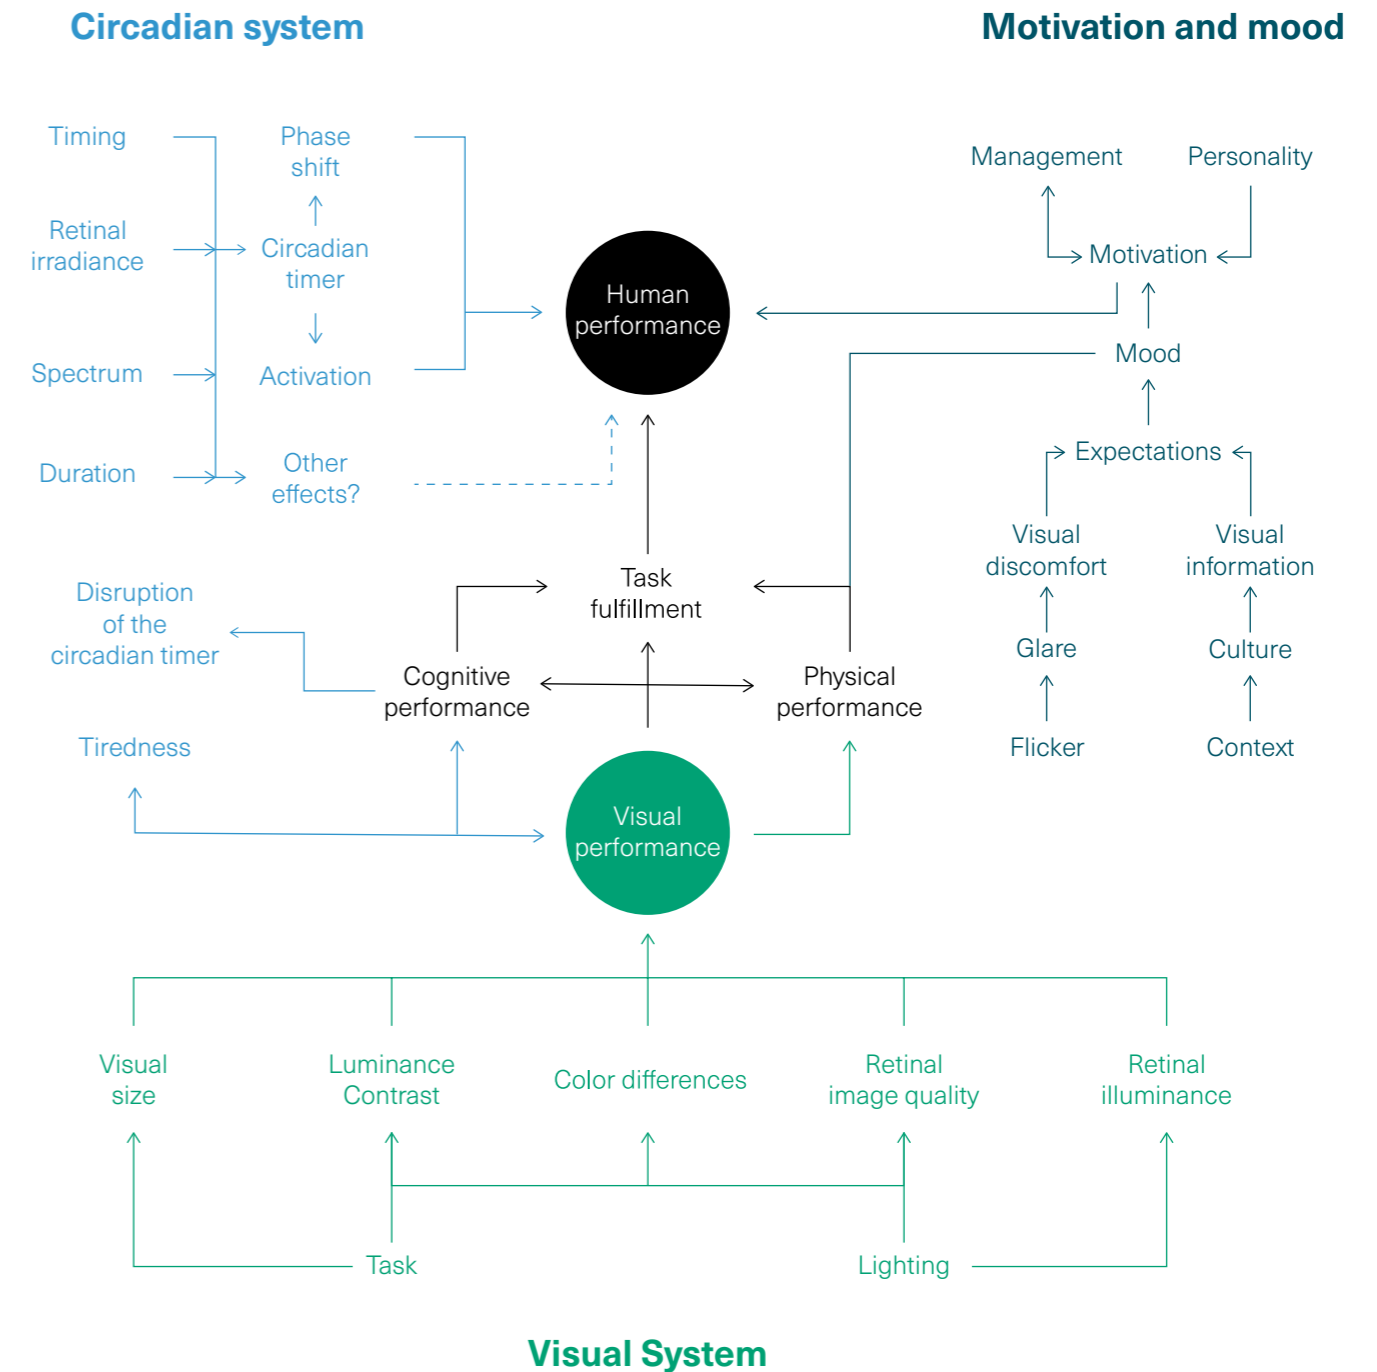 Circadian system
Motivation and mood
Timing
Phase
shift
Management
Personality
Retinal
irradiance
Circadian
timer
Motivation
Human
performance
Mood
Spectrum
Activation
Expectations
Duration
Other
effects?
Visual
discomfort
Visual
information
Disruption
of the
circadian timer
Task
fulfillment
Glare
Culture
Cognitive
performance
Physical
performance
Tiredness
Flicker
Context
Visual
performance
Visual
size
Luminance
Contrast
Color differences
Retinal
image quality
Retinal
illuminance
Task
Lighting
Visual System